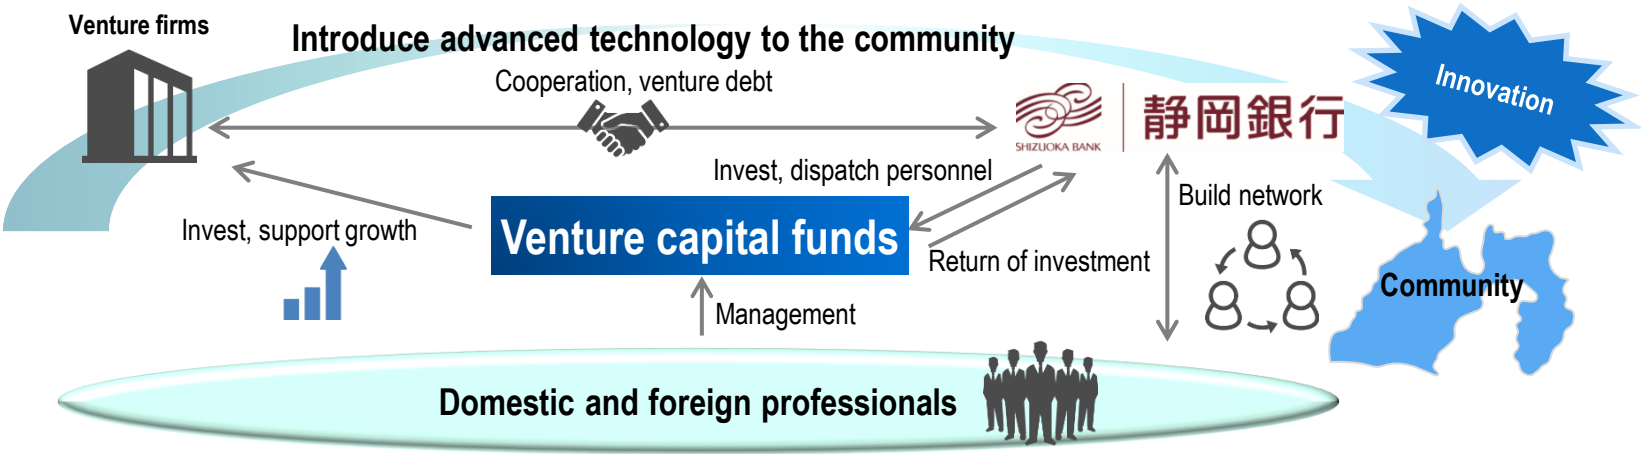 Venture firms
Introduce advanced technology to the community
Cooperation, venture debt
Innovation
SHIZUOKA BANK
静岡銀行
Invest, dispatch personnel
Build network
Invest, support growth
Venture capital funds
Return of investment
Community
Management
Domestic and foreign professionals